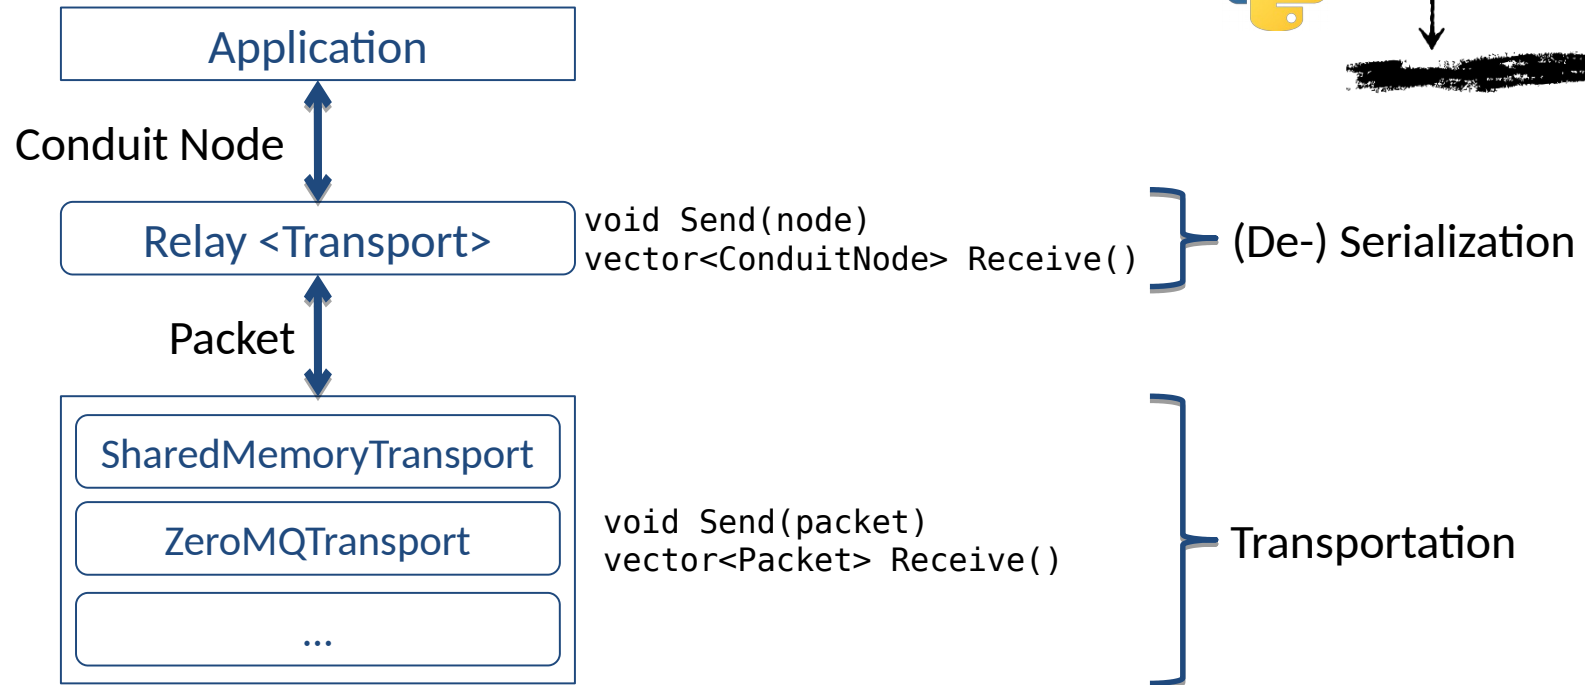 Application
Conduit Node
Relay <Transport>
void Send(node)
vector<ConduitNode> Receive()
(De-) Serialization
Packet
SharedMemoryTransport
ZeroMQTransport
...
void Send(packet)
vector<Packet> Receive()
Transportation